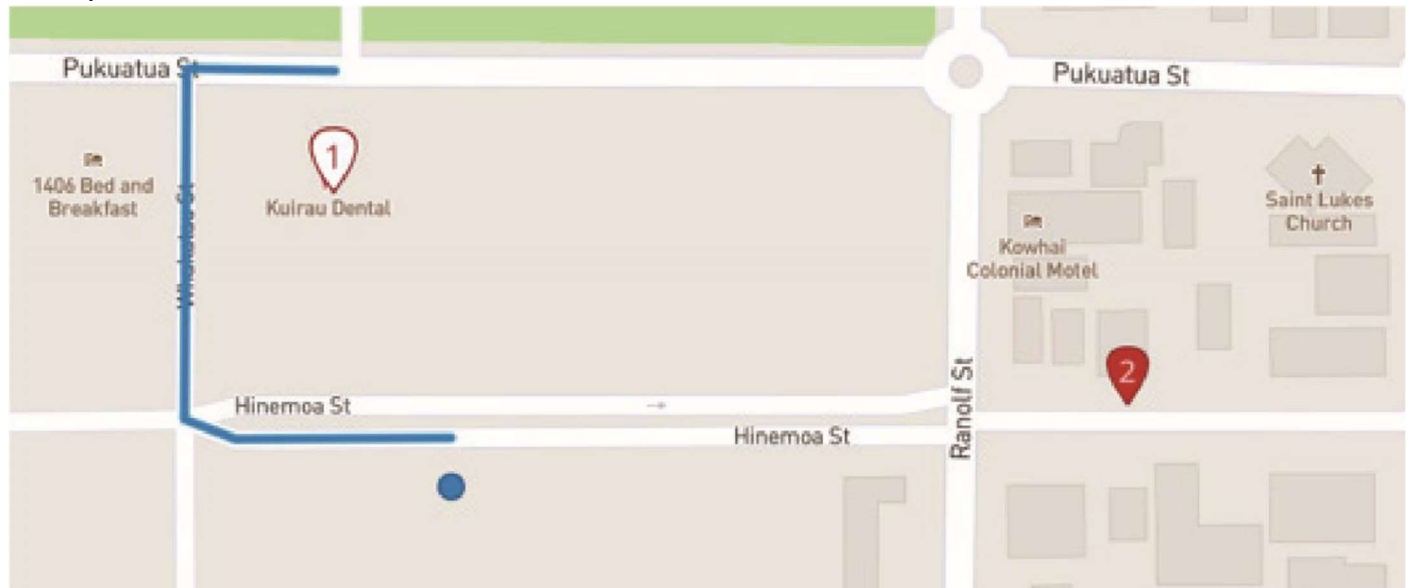 Pukuatua St
Pukuatua St
1
1406 Bed and
Breakfast
Kuirau Dental
St
Saint Lukes
Church
Kowhai
Colonial Motel
2
Hinemoa St
Hinemoa St
Ranolf St